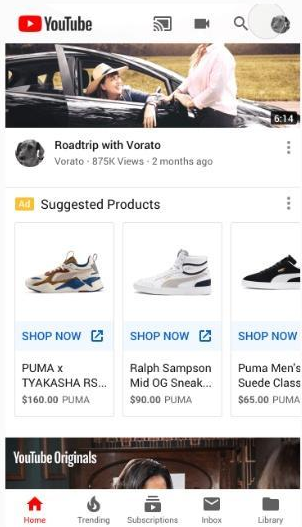 YouTube
6:14
Roadtrip with Vorato
Vorato · 875K Views · 2 months ago
Ad Suggested Products
SHOP NOW
PUMA x
TYAKASHA RS...
$160.00 PUMA
SHOP NOW
Ralph Sampson
Mid OG Sneak...
$90.00 PUMA
SHOP NOW
Puma Men's
Suede Class
$65.00 PUMA
YouTube Originals
Home Trending Subscriptions Inbox Library